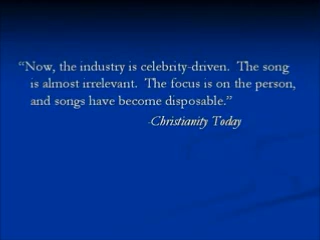 “Now, the industry is celebrity-driven.  The song
is almost irrelevant.  The focus is on the person,
and songs have become disposable.”
-Christianity Today